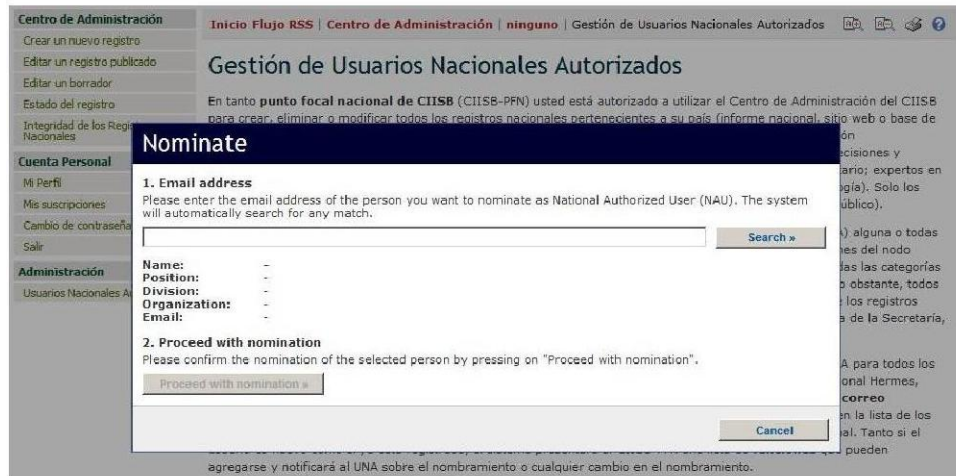 Centro de Administración
Crear un nuevo registro
Editar un registro publicado
Editar un borrador
Estado del registro
Integridad de los Regis
Nacionales
Cuenta Personal
Mi Perfil
Mis suscripciones
Cambio de contraseña
Salir
Administración
Usuarios Nacionales A
Inicio Flujo RSS | Centro de Administración | ninguno | Gestión de Usuarios Nacionales Autorizados
Gestión de Usuarios Nacionales Autorizados
En tanto punto focal nacional de CIISB (CIISB-PFN) usted está autorizado a utilizar el Centro de Administración del CIISB
para crear, eliminar o modificar todos los registros nacionales pertenecientes a su país (informe nacional, sitio web o base de
ón
ecisiones y
ario; expertos en
ogía). Solo los
úblico).
) alguna o todas
nes del nodo
das las categorías
o obstante, todos
los registros
a de la Secretaría,
A para todos los
onal Hermes,
correo
en la lista de los
al. Tanto si el
pueden
agregarse y notificará al UNA sobre el nombramiento o cualquier cambio en el nombramiento.
Nominate
1. Email address
Please enter the email address of the person you want to nominate as National Authorized User (NAU). The system
will automatically search for any match.
Search »
Name: -
Position: -
Division: -
Organization: -
Email: -
2. Proceed with nomination
Please confirm the nomination of the selected person by pressing on "Proceed with nomination".
Proceed with nomination »
Cancel